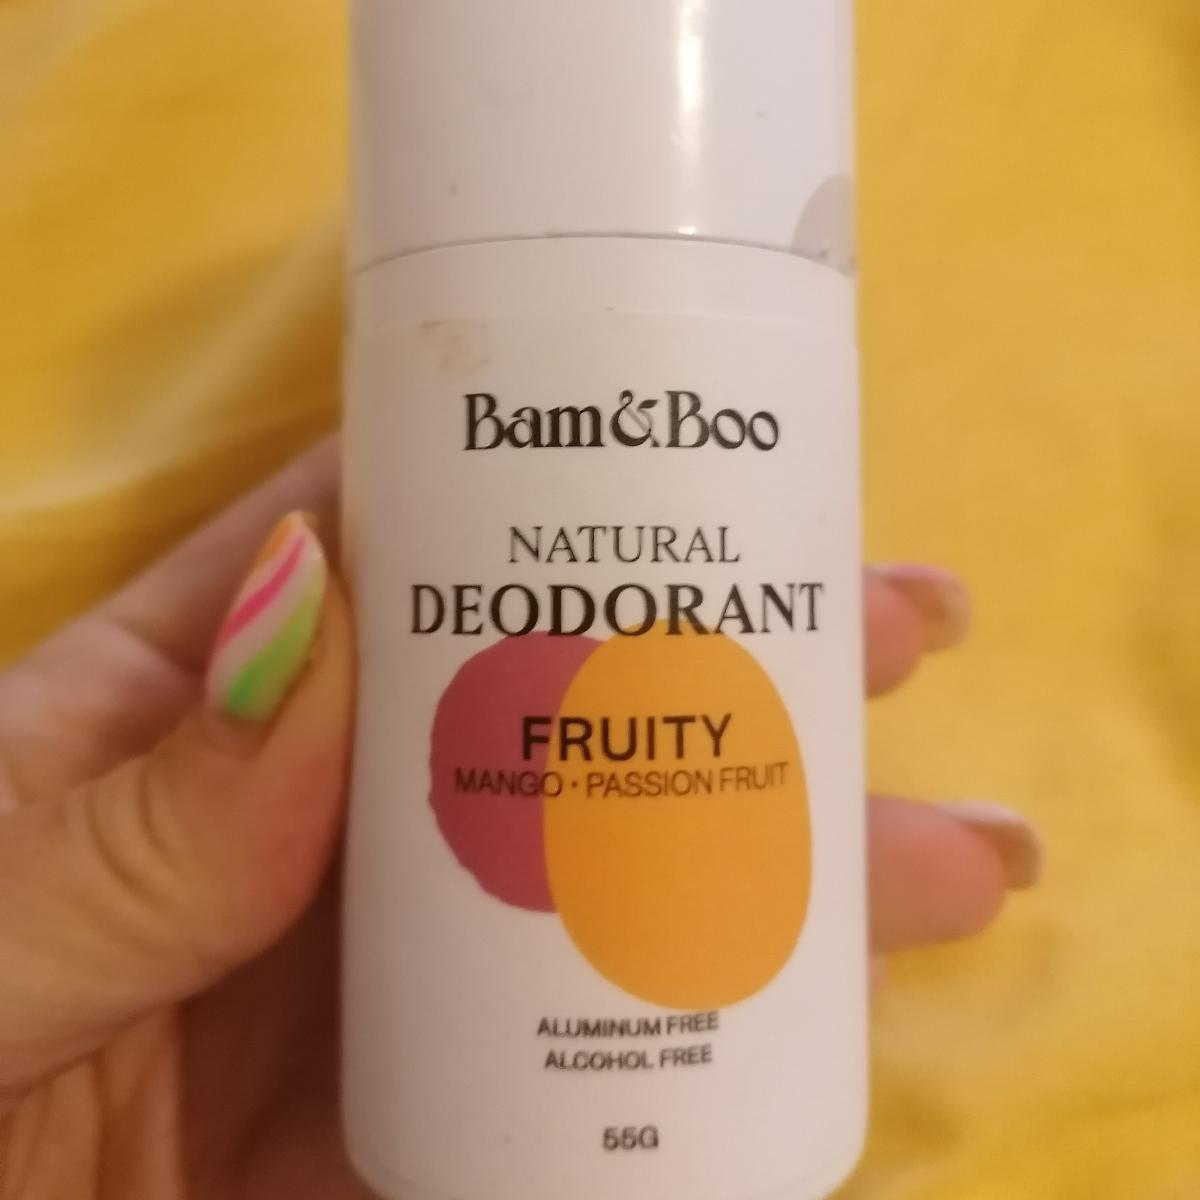 Bam&Boo
NATURAL
DEODORANT
FRUITY
MANGO · PASSION FRUIT
ALUMINUM FREE
ALCOHOL FREE
55G